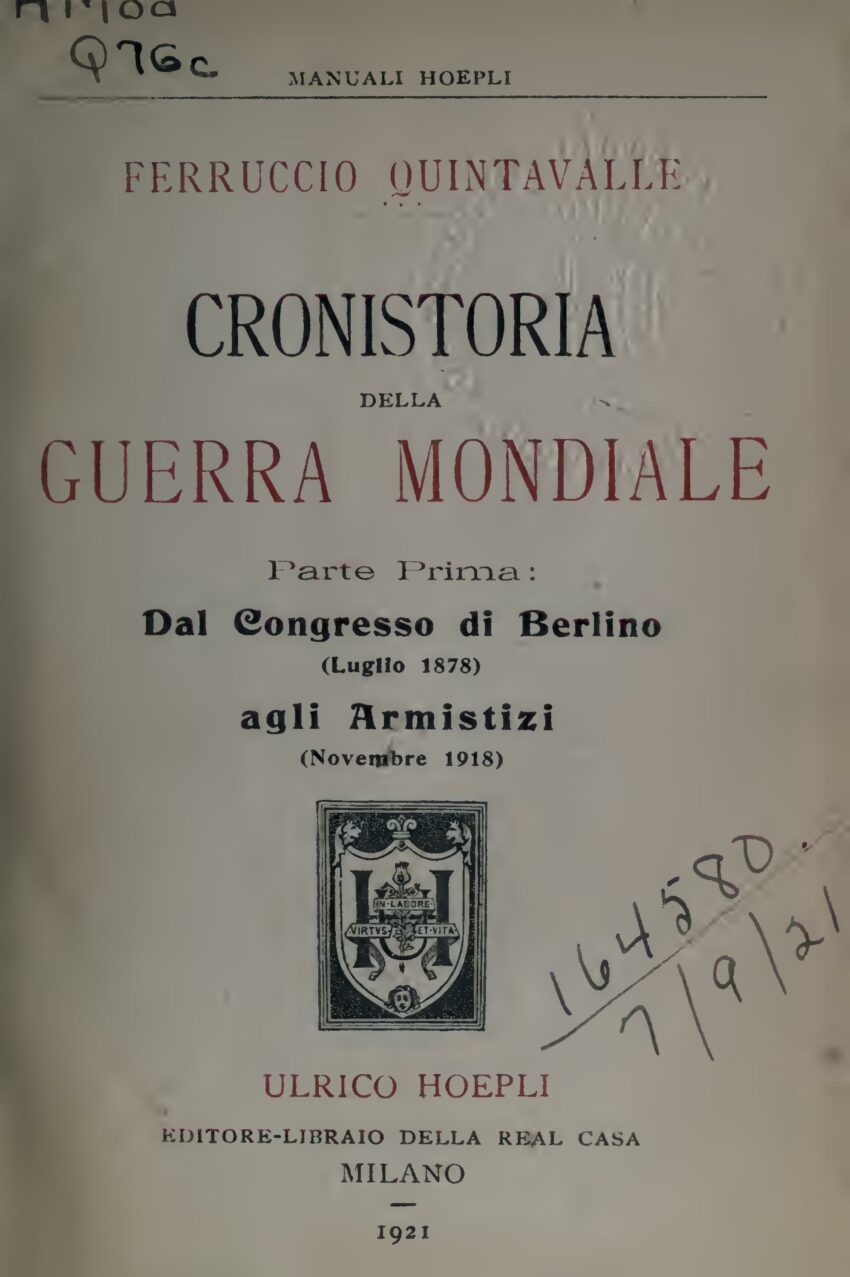 Q76c
MANUALI HOEPLI
FERRUCCIO QUINTAVALLE
CRONISTORIA
DELLA
GUERRA MONDIALE
Parte Prima:
Dal Congresso di Berlino
(Luglio 1878)
agli Armistizi
(Novembre 1918)
IN·LABORE
VIRTVS ET·VITA
164580.
7/9/21
ULRICO HOEPLI
EDITORE-LIBRAIO DELLA REAL CASA
MILANO
1921